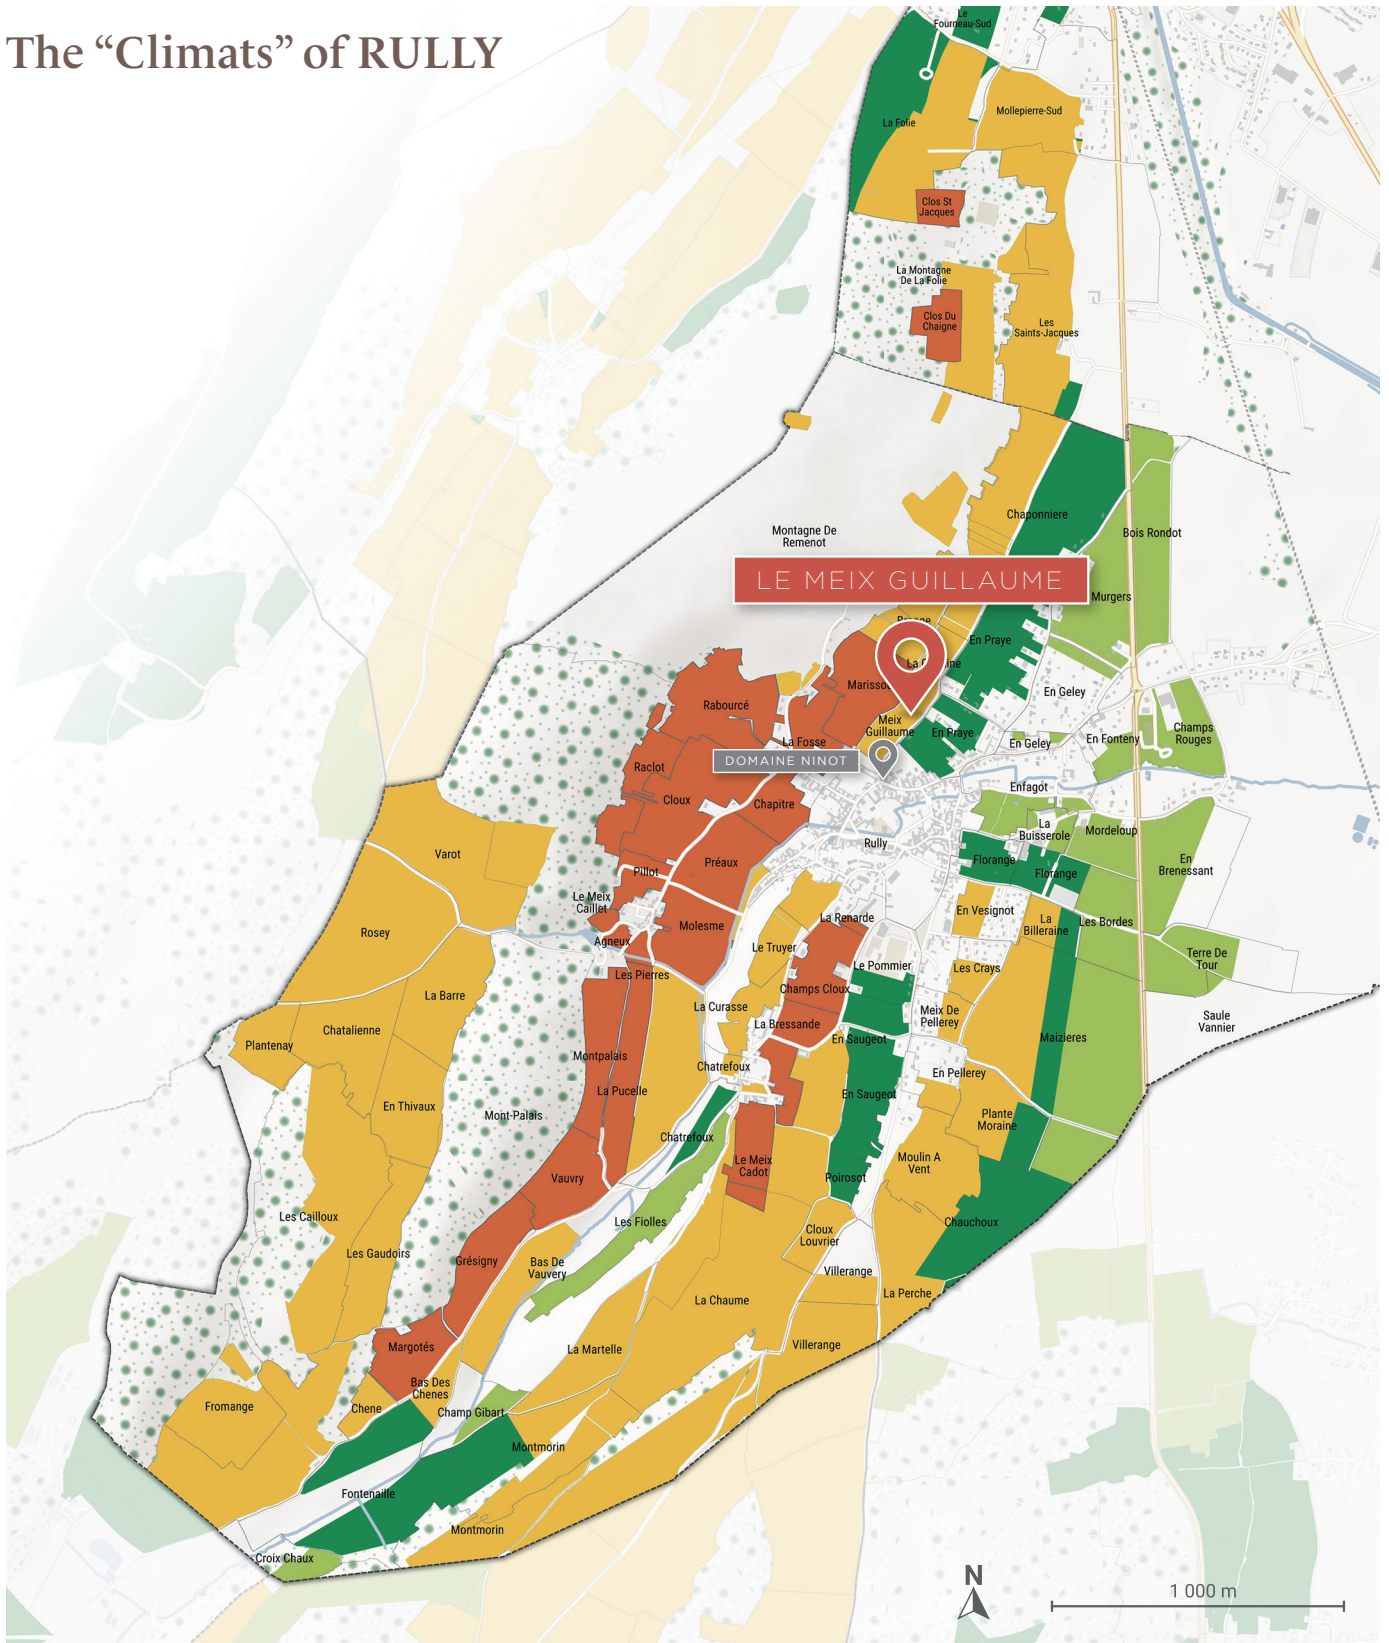 The “Climats” of RULLY
Le
Fourneau-Sud
La Folie
Mollepierre-Sud
Clos St
Jacques
La Montagne
De La Folie
Clos Du
Chaigne
Les
Saints-Jacques
Chaponniere
Bois Rondot
Montagne De
Remenot
LE MEIX GUILLAUME
Murgers
En Praye
Marissou
Rabourcé
En Geley
Meix
Guillaume
En Praye
La Fosse
En Geley
En Fonteny
Champs
Rouges
DOMAINE NINOT
Raclot
Cloux
Chapitre
Enfagot
La
Buisserole
Mordeloup
Rully
Varot
Préaux
Pillot
Florange
Florange
En
Brenessant
Le Meix
Caillet
Agneux
Molesme
La Renarde
En Vesignot
La
Billeraine
Les Bordes
Rosey
Le Truyer
Le Pommier
Les Crays
Terre De
Tour
Les Pierres
Champs Cloux
La Barre
La Curasse
La Bressande
Meix De
Pellerey
Saule
Vannier
Chatalienne
Plantenay
En Saugeot
Maizieres
Montpalais
Chatrefoux
En Pellerey
La Pucelle
En Saugeot
En Thivaux
Mont-Palais
Plante
Moraine
Chatrefoux
Le Meix
Cadot
Moulin A
Vent
Vauvry
Poirosot
Les Cailloux
Les Fiolles
Chauchoux
Cloux
Louvrier
Les Gaudoirs
Grésigny
Bas De
Vauvery
Villerange
La Chaume
La Perche
Margotés
La Martelle
Villerange
Bas Des
Chenes
Fromange
Chene
Champ Gibart
Montmorin
Fontenaille
Montmorin
Croix Chaux
N
1 000 m